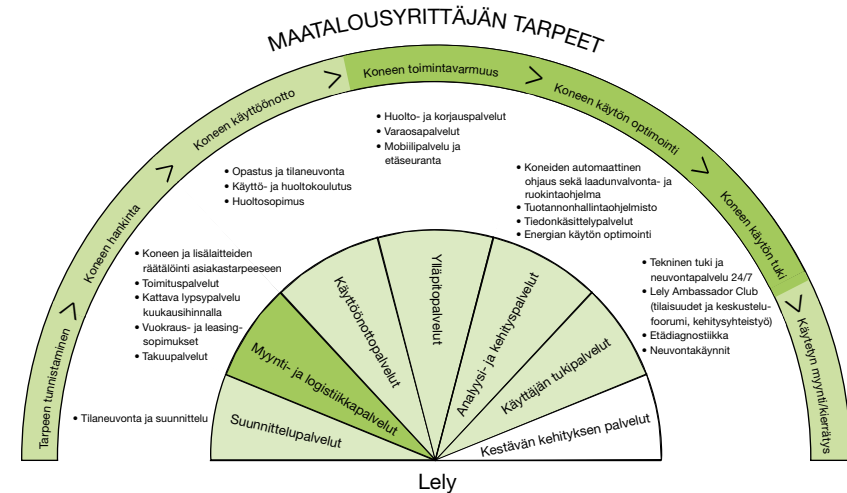 MAATALOUSYRITTÄJÄN TARPEET
Tarpeen tunnistaminen
Koneen hankinta
Koneen käyttöönotto
Koneen toimintavarmuus
Koneen käytön optimointi
Koneen käytön tuki
Käytetyn myynti/kierrätys
• Tilaneuvonta ja suunnittelu
• Koneen ja lisälaitteiden
räätälöinti asiakastarpeeseen
• Toimituspalvelut
• Kattava lypsypalvelu
kuukausihinnalla
• Vuokraus- ja leasing-
sopimukset
• Takuupalvelut
• Opastus ja tilaneuvonta
• Käyttö- ja huoltokoulutus
• Huoltosopimus
• Huolto- ja korjauspalvelut
• Varaosapalvelut
• Mobiilipalvelu ja
etäseuranta
• Koneiden automaattinen
ohjaus sekä laadunvalvonta- ja
ruokintaohjelma
• Tuotannonhallintaohjelmisto
• Tiedonkäsittelypalvelut
• Energian käytön optimointi
• Tekninen tuki ja
neuvontapalvelu 24/7
• Lely Ambassador Club
(tilaisuudet ja keskustelu-
foorumi, kehitysyhteistyö)
• Etädiagnostiikka
• Neuvontakäynnit
Suunnittelupalvelut
Myynti- ja logistiikkapalvelut
Käyttöönottopalvelut
Ylläpitopalvelut
Analyysi- ja kehityspalvelut
Käyttäjän tukipalvelut
Kestävän kehityksen palvelut
Lely